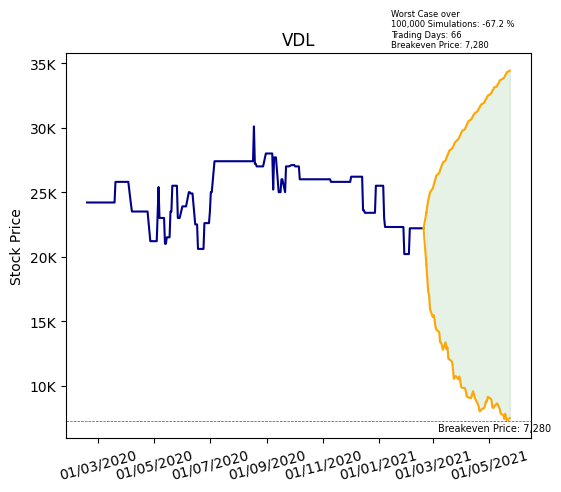 Worst Case over
100,000 Simulations: -67.2 %
Trading Days: 66
Breakeven Price: 7,280
VDL
35K
30K
25K
20K
15K
10K
Stock Price
Breakeven Price: 7,280
01/03/2020 01/05/2020 01/07/2020 01/09/2020 01/11/2020 01/01/2021 01/03/2021 01/05/2021